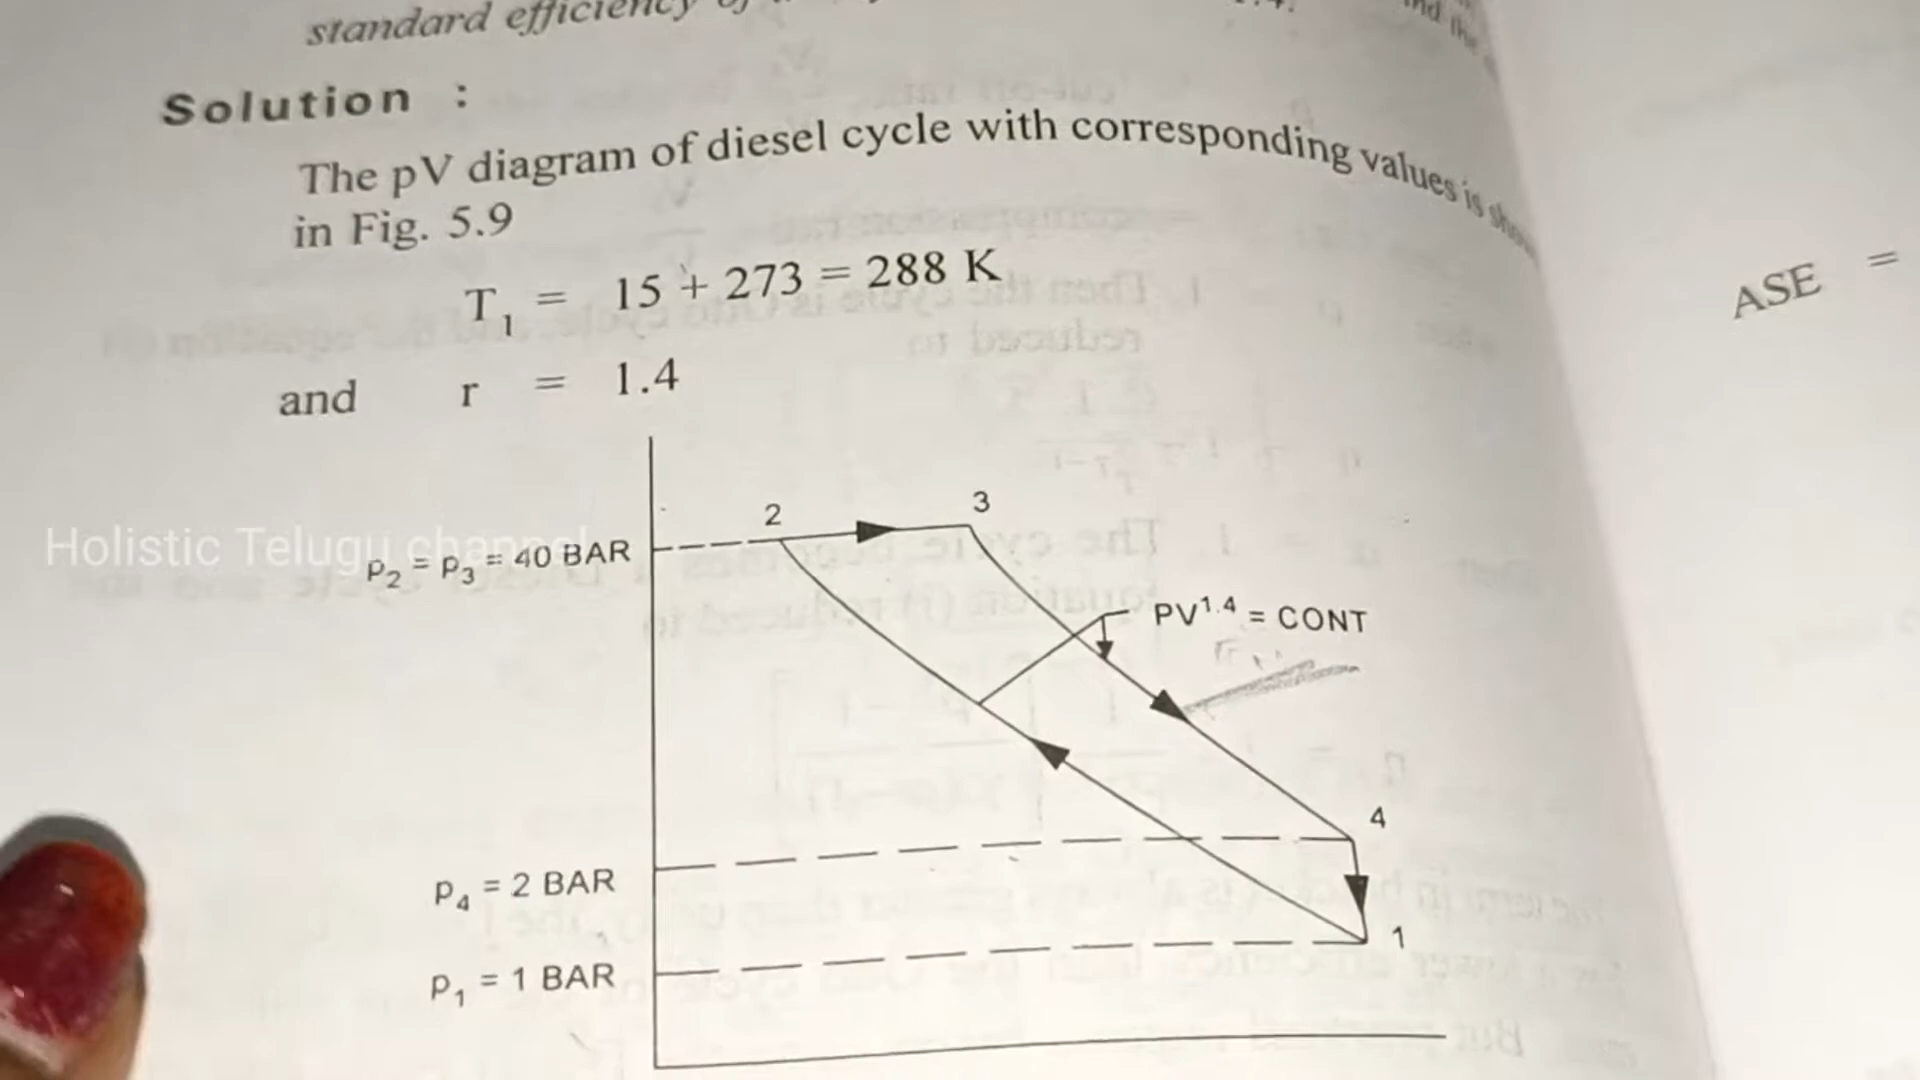 standard efficiency of
Solution :
The pV diagram of diesel cycle with corresponding values is
in Fig. 5.9
T₁ = 15 + 273 = 288 K
and r = 1.4
ASE =
2
3
Holistic Telugu channel
p₂ = p₃ = 40 BAR
PV¹·⁴ = CONT
4
p₄ = 2 BAR
1
p₁ = 1 BAR